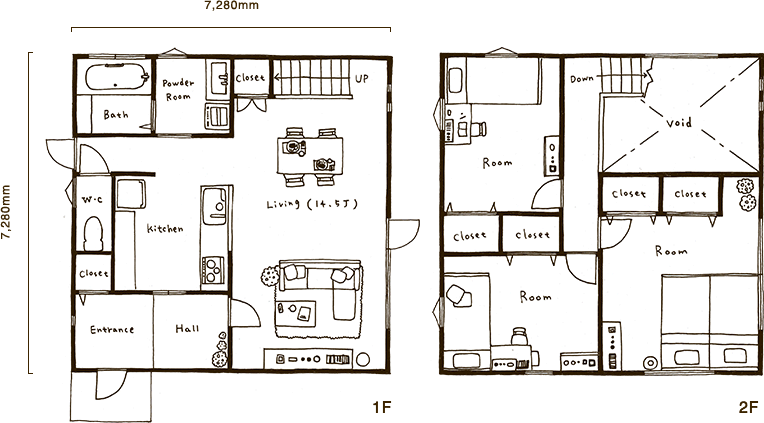 7,280mm
7,280mm
Powder
Room
Closet
UP
Bath
W·C
Kitchen
Living (14.5J)
Closet
Entrance
Hall
1F
Down
Void
Room
Closet
Closet
Closet
Closet
Room
Room
2F